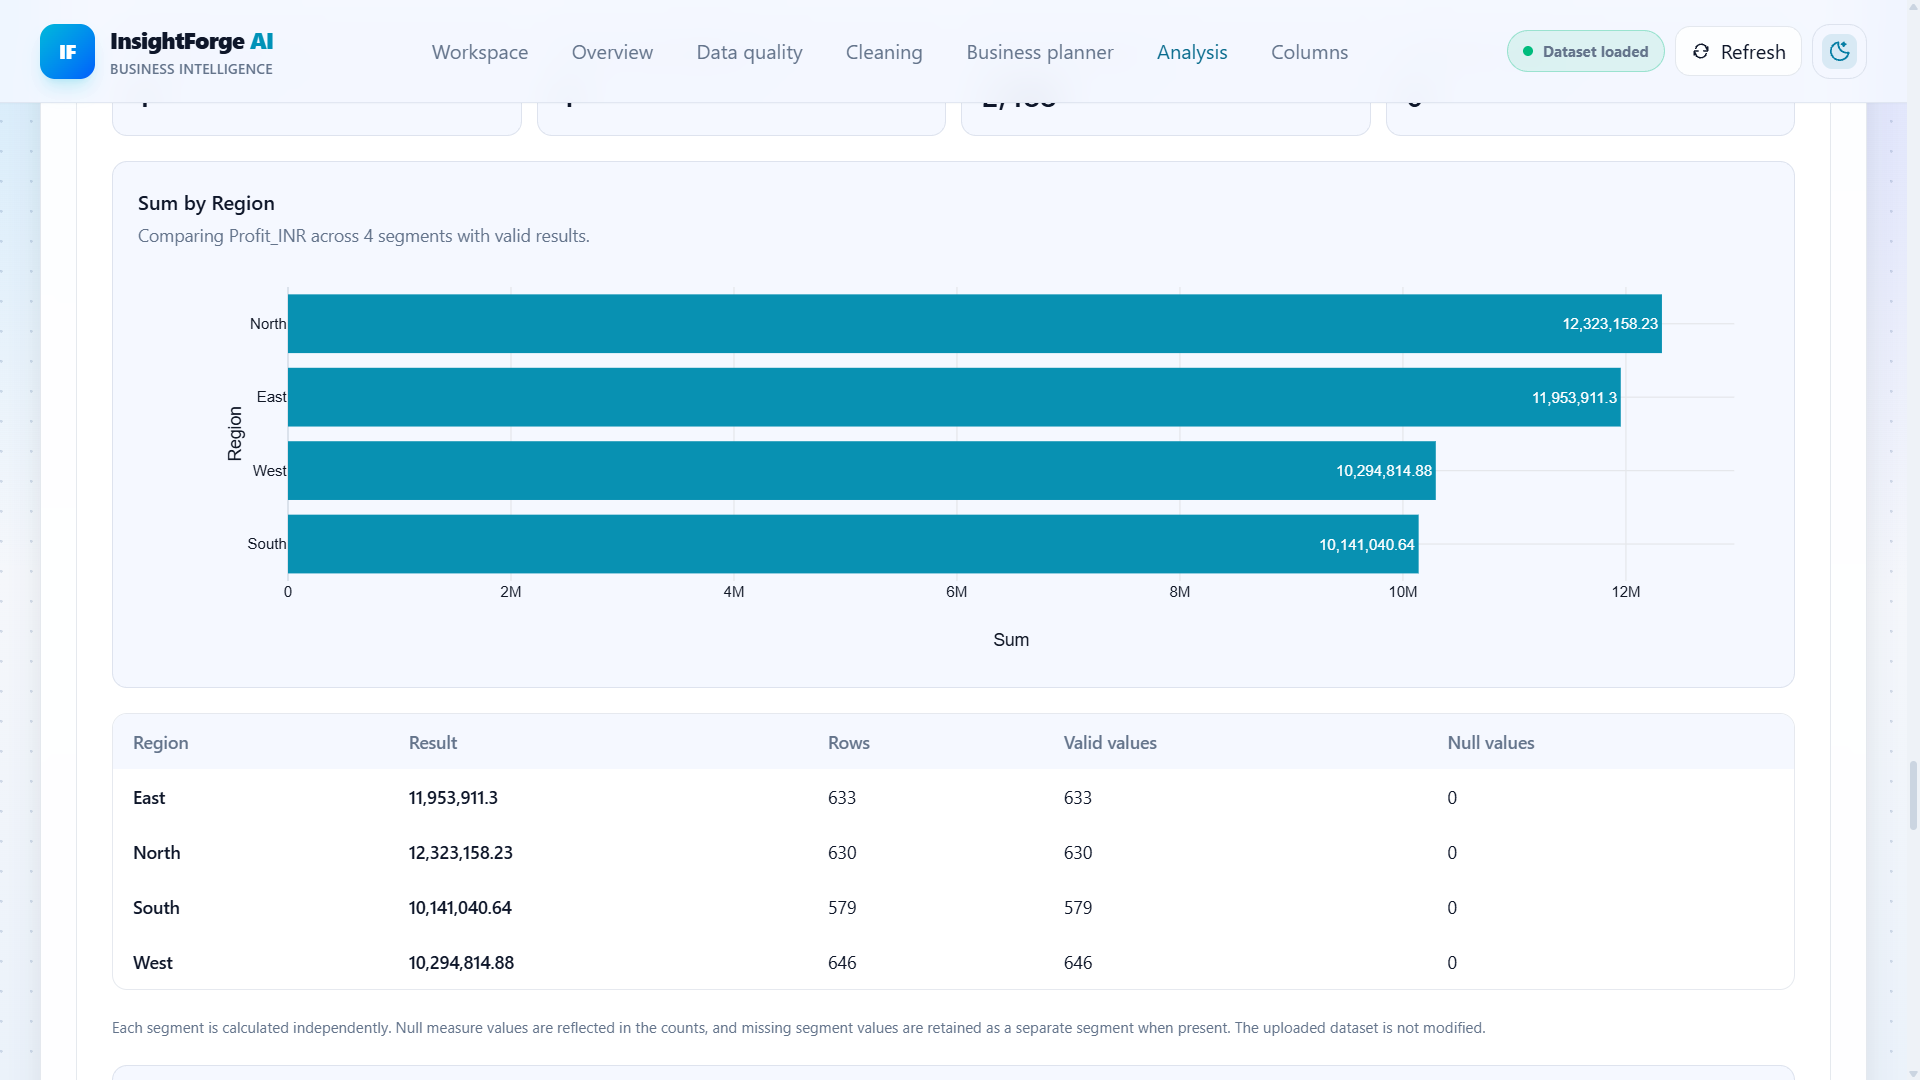 IF
InsightForge AI
BUSINESS INTELLIGENCE
Workspace
Overview
Data quality
Cleaning
Business planner
Analysis
Columns
Dataset loaded
Refresh
Sum by Region
Comparing Profit_INR across 4 segments with valid results.
Region
North 12,323,158.23
East 11,953,911.3
West 10,294,814.88
South 10,141,040.64
0 2M 4M 6M 8M 10M 12M
Sum
Region Result Rows Valid values Null values
East 11,953,911.3 633 633 0
North 12,323,158.23 630 630 0
South 10,141,040.64 579 579 0
West 10,294,814.88 646 646 0
Each segment is calculated independently. Null measure values are reflected in the counts, and missing segment values are retained as a separate segment when present. The uploaded dataset is not modified.